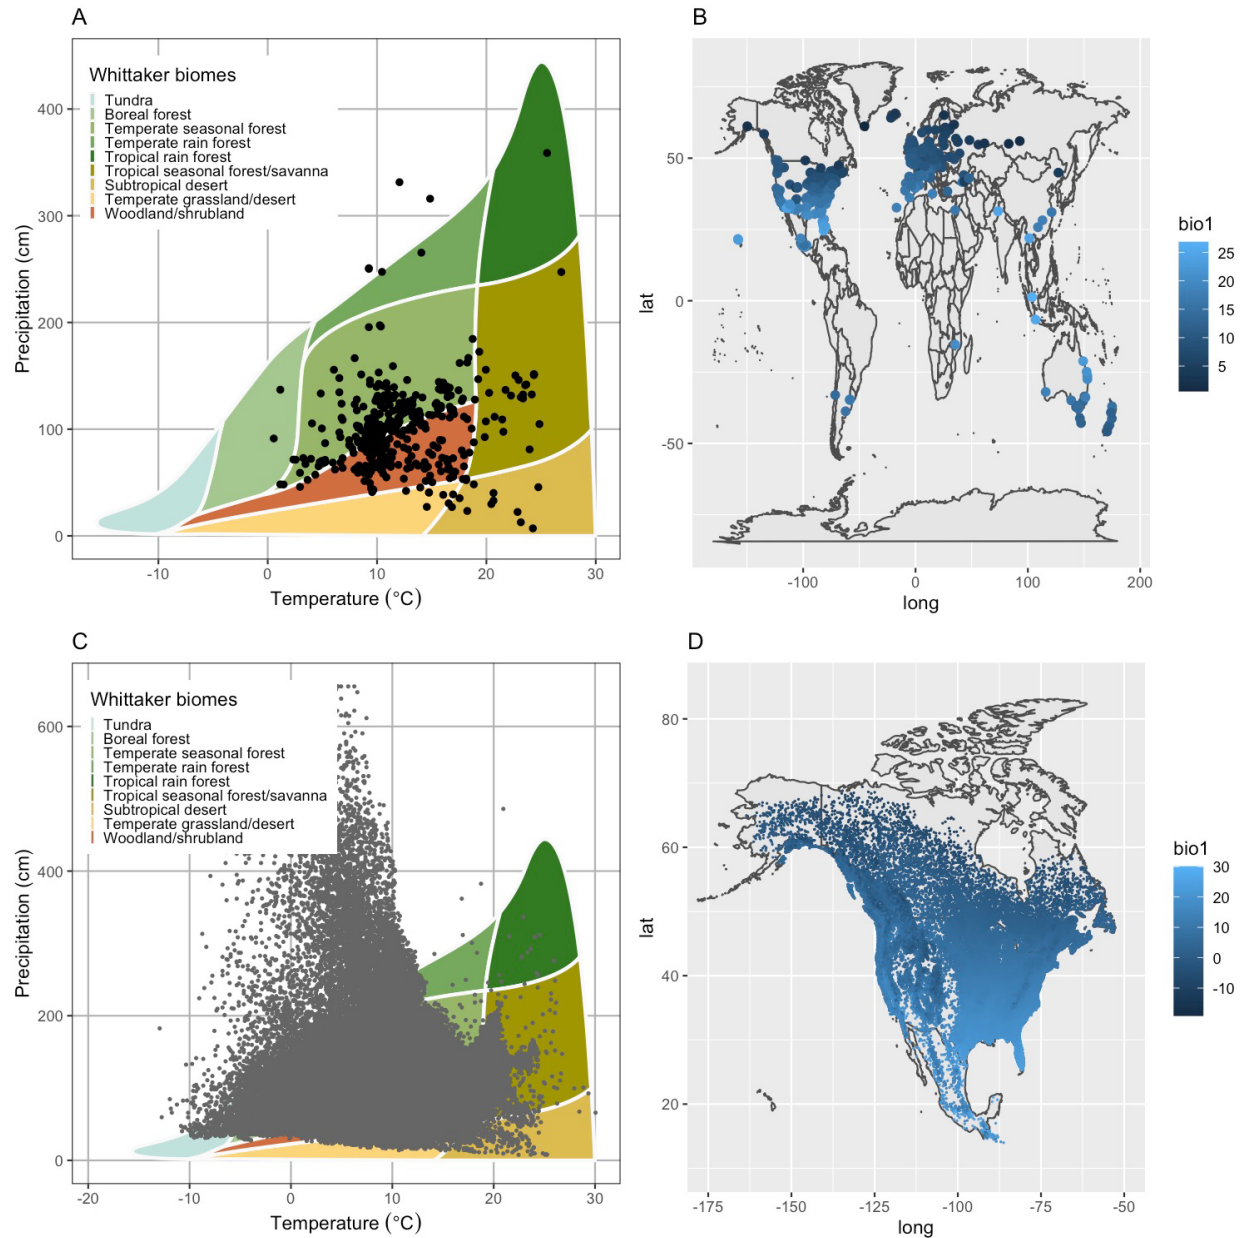 A
Whittaker biomes
Tundra
Boreal forest
Temperate seasonal forest
Temperate rain forest
Tropical rain forest
Tropical seasonal forest/savanna
Subtropical desert
Temperate grassland/desert
Woodland/shrubland
Precipitation (cm)
400
300
200
100
0
-10
0
10
20
30
Temperature (°C)
B
lat
50
0
-50
-100
0
100
200
long
bio1
25
20
15
10
5
C
Whittaker biomes
Tundra
Boreal forest
Temperate seasonal forest
Temperate rain forest
Tropical rain forest
Tropical seasonal forest/savanna
Subtropical desert
Temperate grassland/desert
Woodland/shrubland
Precipitation (cm)
600
400
200
0
-20
-10
0
10
20
30
Temperature (°C)
D
lat
80
60
40
20
-175
-150
-125
-100
-75
-50
long
bio1
30
20
10
0
-10